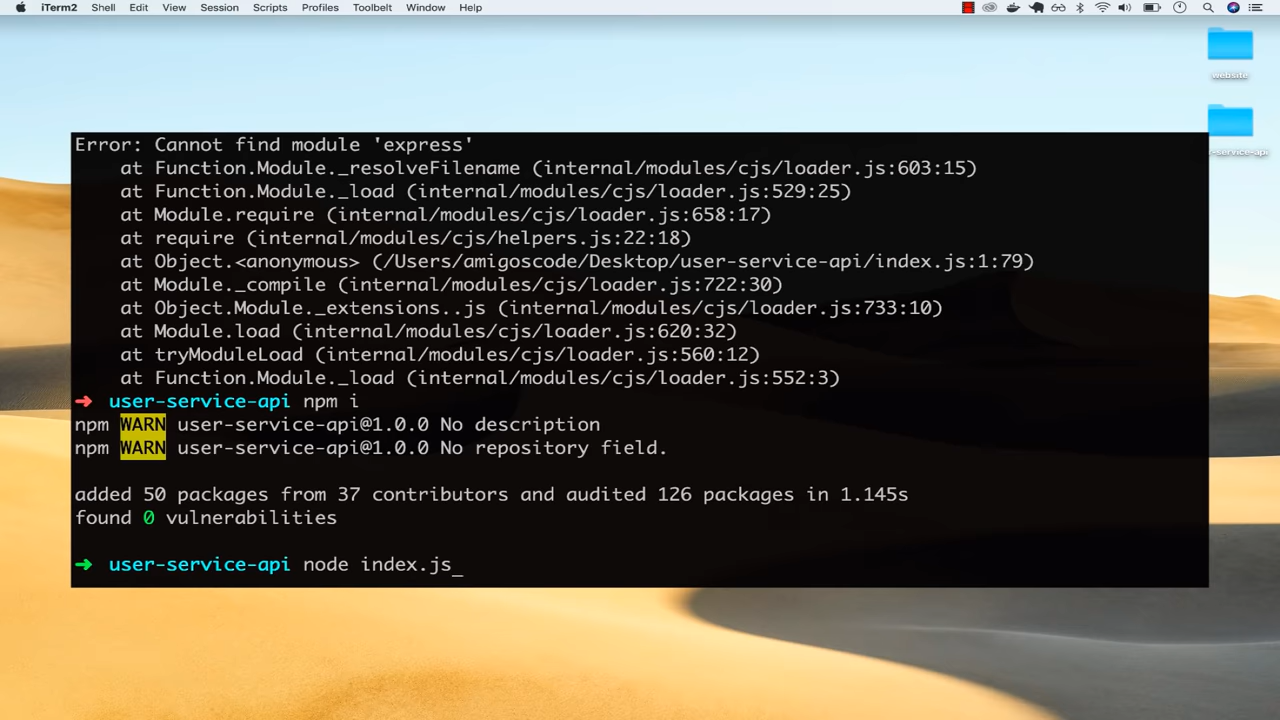 iTerm2 Shell Edit View Session Scripts Profiles Toolbelt Window Help
website
r-service-api
Error: Cannot find module 'express'
at Function.Module._resolveFilename (internal/modules/cjs/loader.js:603:15)
at Function.Module._load (internal/modules/cjs/loader.js:529:25)
at Module.require (internal/modules/cjs/loader.js:658:17)
at require (internal/modules/cjs/helpers.js:22:18)
at Object.<anonymous> (/Users/amigoscode/Desktop/user-service-api/index.js:1:79)
at Module._compile (internal/modules/cjs/loader.js:722:30)
at Object.Module._extensions..js (internal/modules/cjs/loader.js:733:10)
at Module.load (internal/modules/cjs/loader.js:620:32)
at tryModuleLoad (internal/modules/cjs/loader.js:560:12)
at Function.Module._load (internal/modules/cjs/loader.js:552:3)
➜ user-service-api npm i
npm WARN user-service-api@1.0.0 No description
npm WARN user-service-api@1.0.0 No repository field.
added 50 packages from 37 contributors and audited 126 packages in 1.145s
found 0 vulnerabilities
➜ user-service-api node index.js_